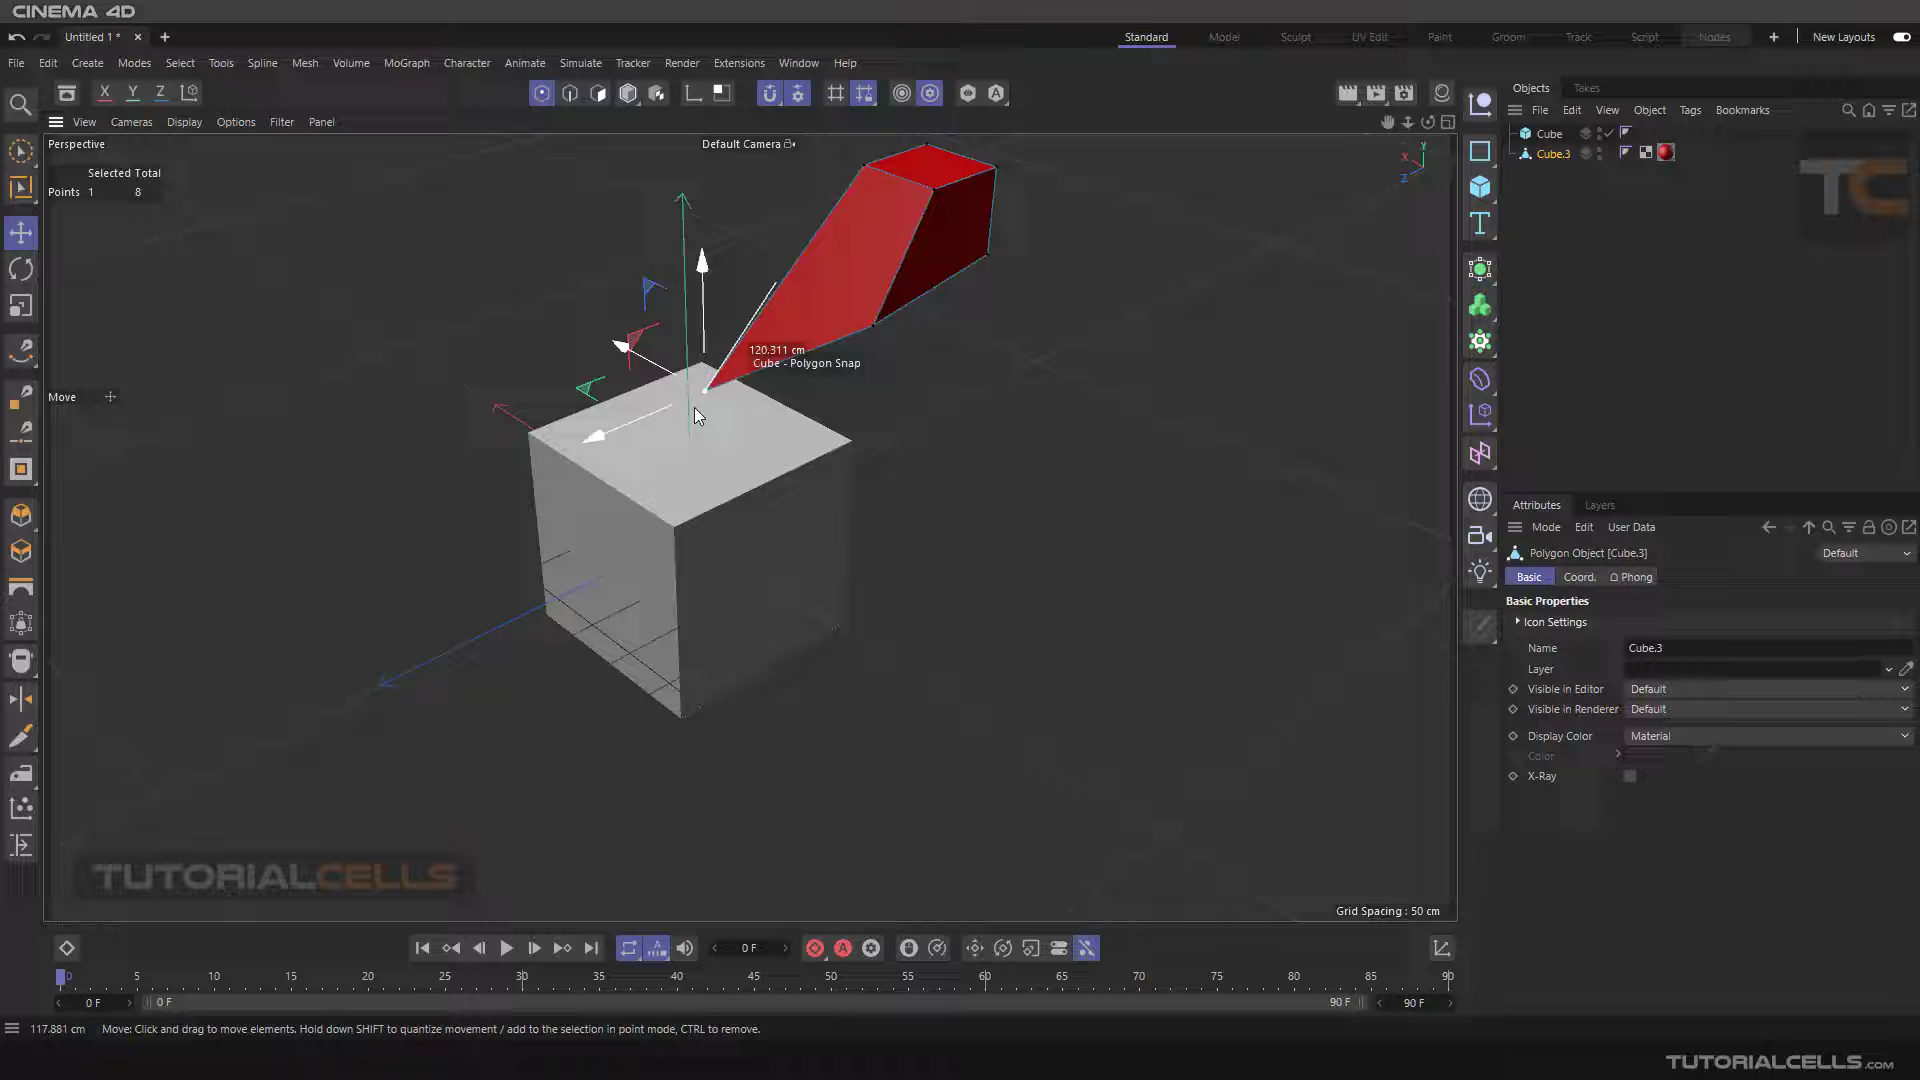 CINEMA 4D
Untitled 1 *
Standard Model Sculpt UV Edit Paint Groom Track Script Nodes New Layouts
File Edit Create Modes Select Tools Spline Mesh Volume MoGraph Character Animate Simulate Tracker Render Extensions Window Help
X Y Z
View Cameras Display Options Filter Panel
Perspective
Default Camera
Selected Total
Points 1 8
Y
X
Z
120.311 cm
Cube - Polygon Snap
Move
Grid Spacing : 50 cm
Objects Takes
File Edit View Object Tags Bookmarks
Cube
Cube.3
TC
Attributes Layers
Mode Edit User Data
Polygon Object [Cube.3] Default
Basic Coord. Phong
Basic Properties
Icon Settings
Name Cube.3
Layer
Visible in Editor Default
Visible in Renderer Default
Display Color Material
Color
X-Ray
TUTORIALCELLS
0 F
0 5 10 15 20 25 30 35 40 45 50 55 60 65 70 75 80 85 90
0 F 0 F 90 F 90 F
117.881 cm Move: Click and drag to move elements. Hold down SHIFT to quantize movement / add to the selection in point mode, CTRL to remove.
TUTORIALCELLS.COM